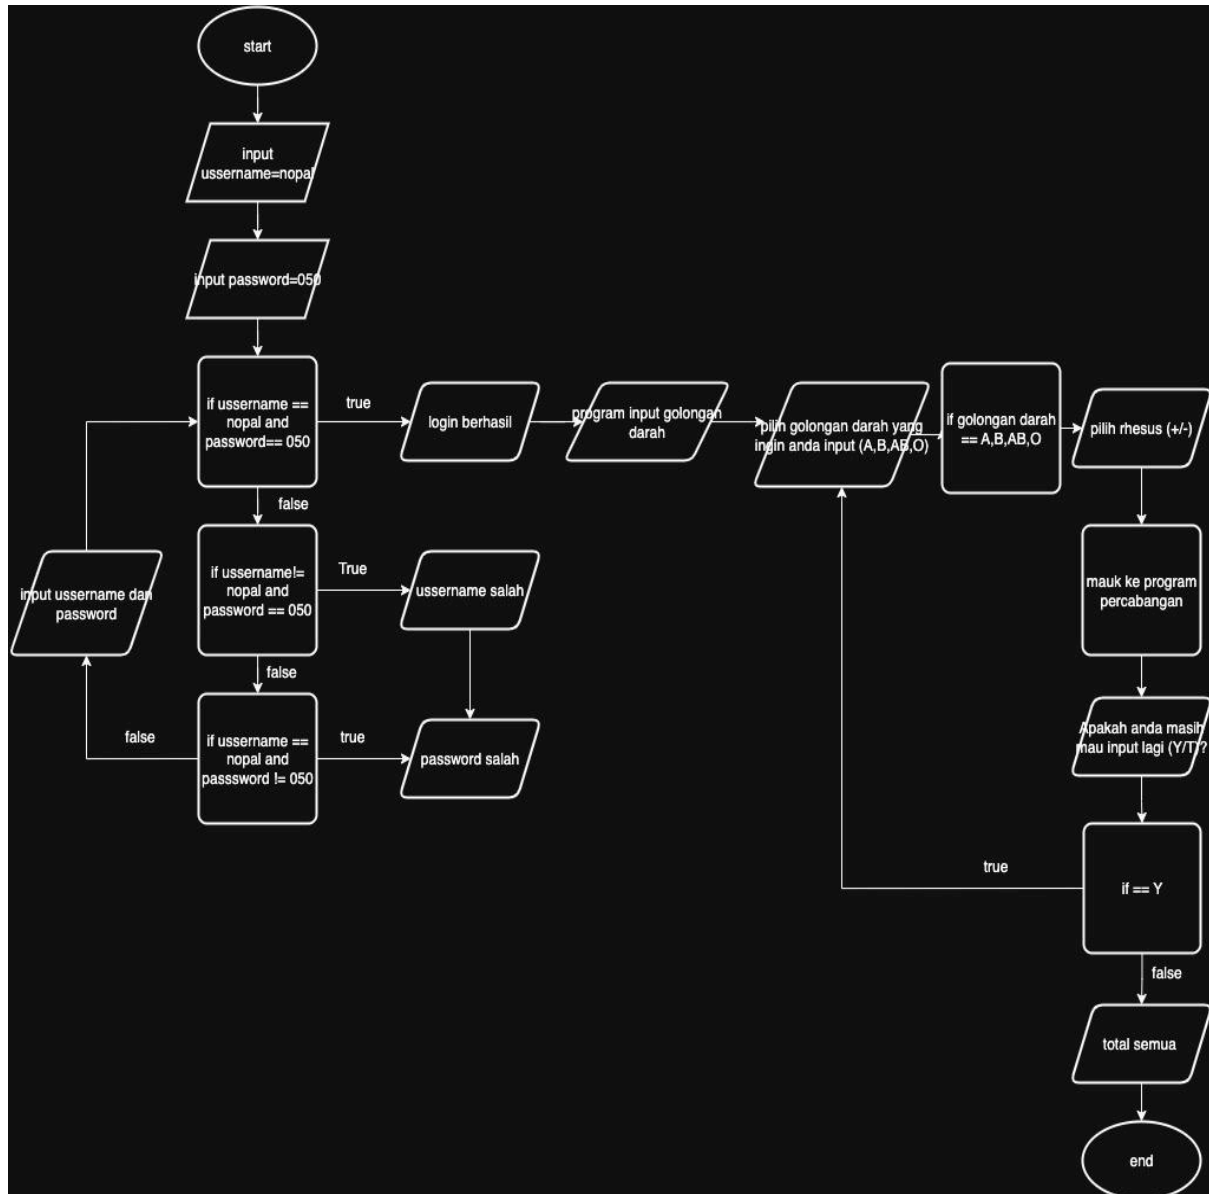 start
input
ussername=nopal
input password=050
if ussername ==
nopal and
password== 050
true
login berhasil
program input golongan
darah
pilih golongan darah yang
ingin anda input (A,B,AB,O)
if golongan darah
== A,B,AB,O
pilih rhesus (+/-)
false
if ussername!=
nopal and
password == 050
True
ussername salah
input ussername dan
password
mauk ke program
percabangan
false
if ussername ==
nopal and
passsword != 050
false
true
password salah
Apakah anda masih
mau input lagi (Y/T)?
if == Y
true
false
total semua
end